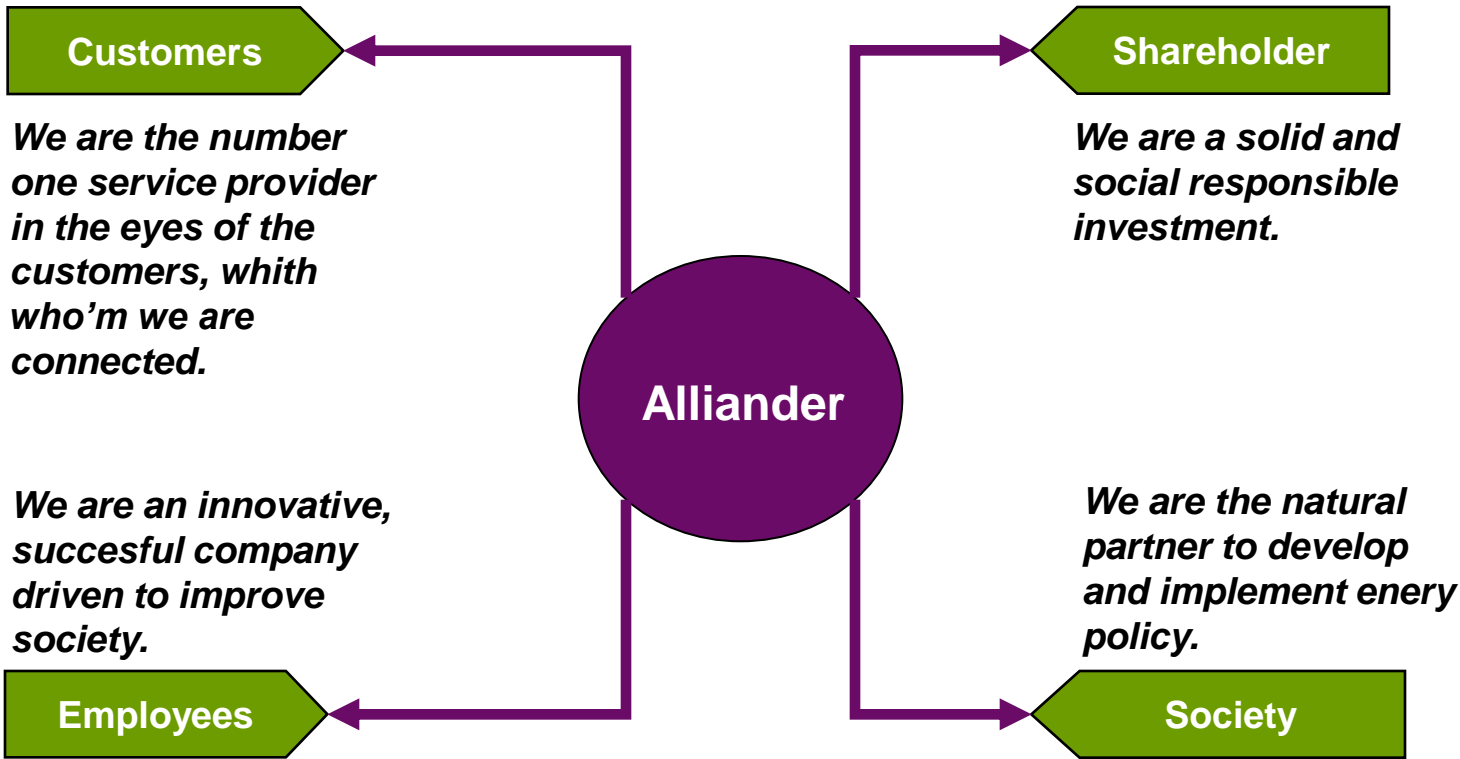 Customers
We are the number
one service provider
in the eyes of the
customers, whith
who’m we are
connected.
Shareholder
We are a solid and
social responsible
investment.
Alliander
We are an innovative,
succesful company
driven to improve
society.
Employees
We are the natural
partner to develop
and implement enery
policy.
Society